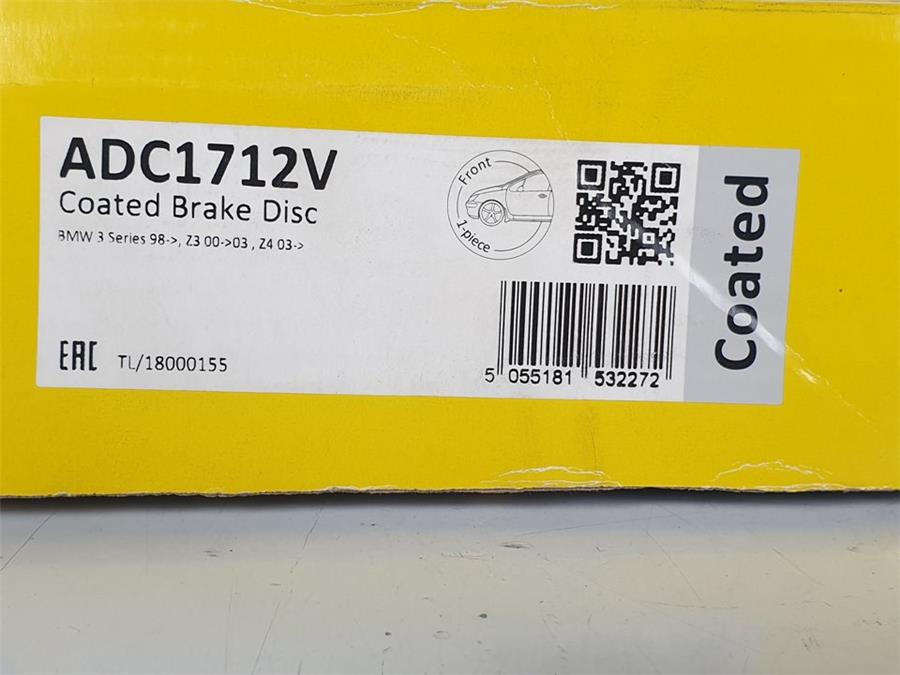 ADC1712V
Coated Brake Disc
BMW 3 Series 98->, Z3 00->03 , Z4 03->
Front
1-piece
Coated
EAC TL/18000155
5 055181 532272